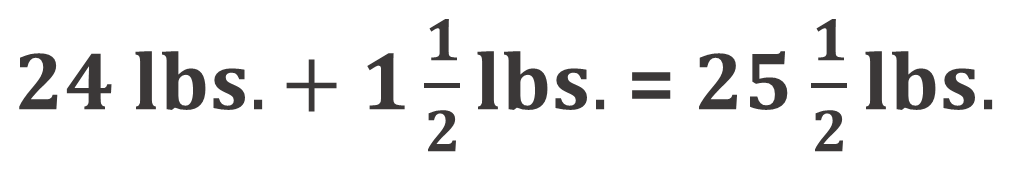 24 lbs. + 1 1/2 lbs. = 25 1/2 lbs.